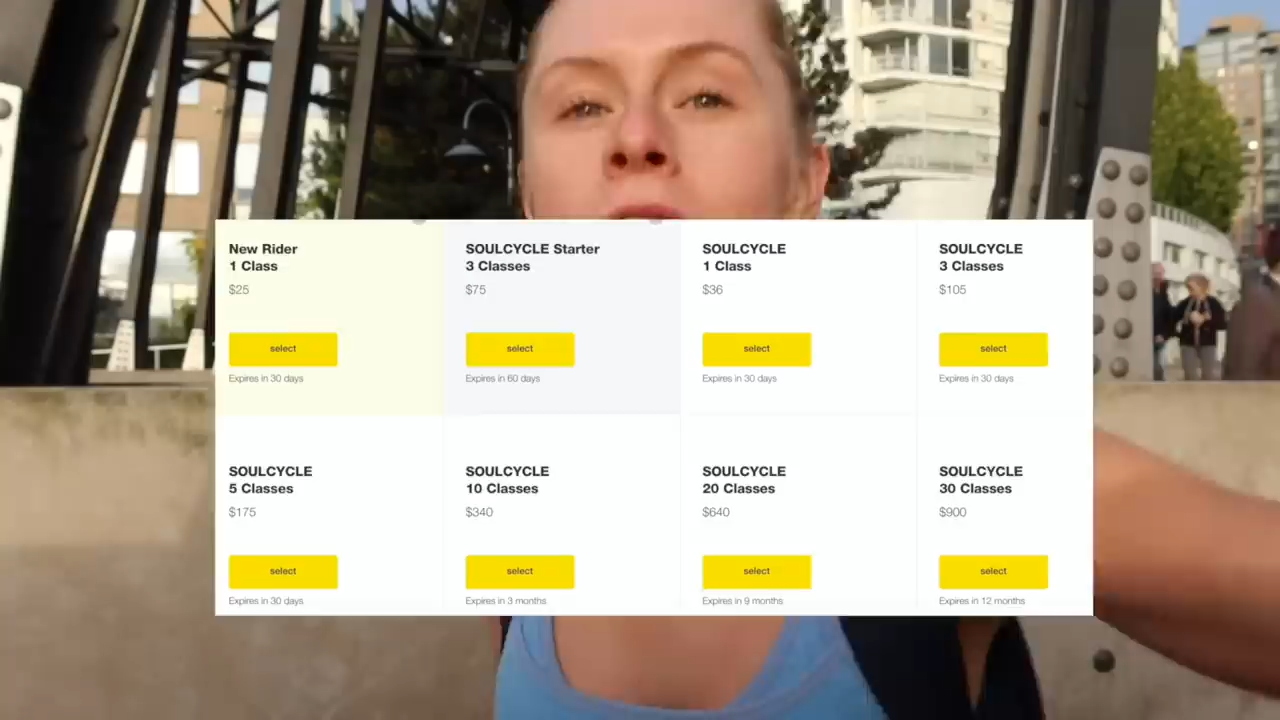 New Rider
1 Class
$25
select
Expires in 30 days
SOULCYCLE Starter
3 Classes
$75
select
Expires in 60 days
SOULCYCLE
1 Class
$36
select
Expires in 30 days
SOULCYCLE
3 Classes
$105
select
Expires in 30 days
SOULCYCLE
5 Classes
$175
select
Expires in 30 days
SOULCYCLE
10 Classes
$340
select
Expires in 3 months
SOULCYCLE
20 Classes
$640
select
Expires in 9 months
SOULCYCLE
30 Classes
$900
select
Expires in 12 months